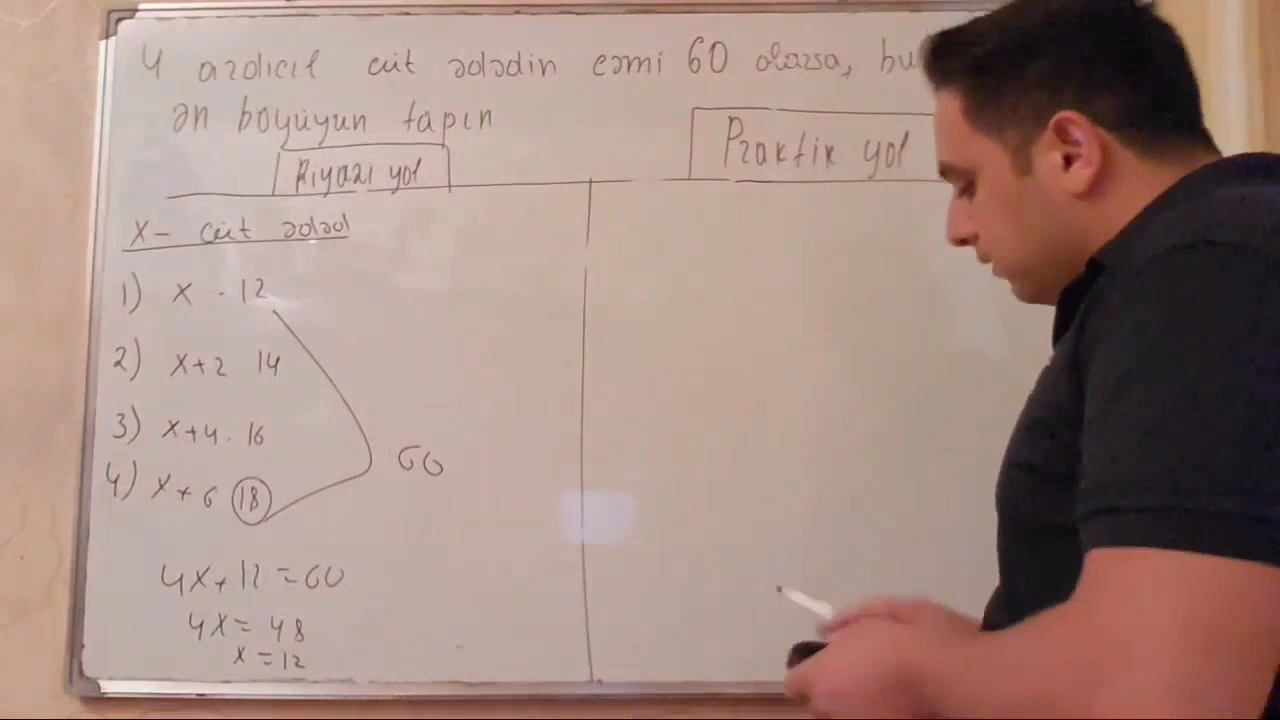 4 ardıcıl cüt ədədin cəmi 60 olarsa,
ən böyüyün tapın
Riyazi yol
Praktik yol
X- cüt ədəd
1) x - 12
2) x+2 14
3) x+4 - 16
4) x+6 18
60
4x+12 = 60
4x = 48
x = 12